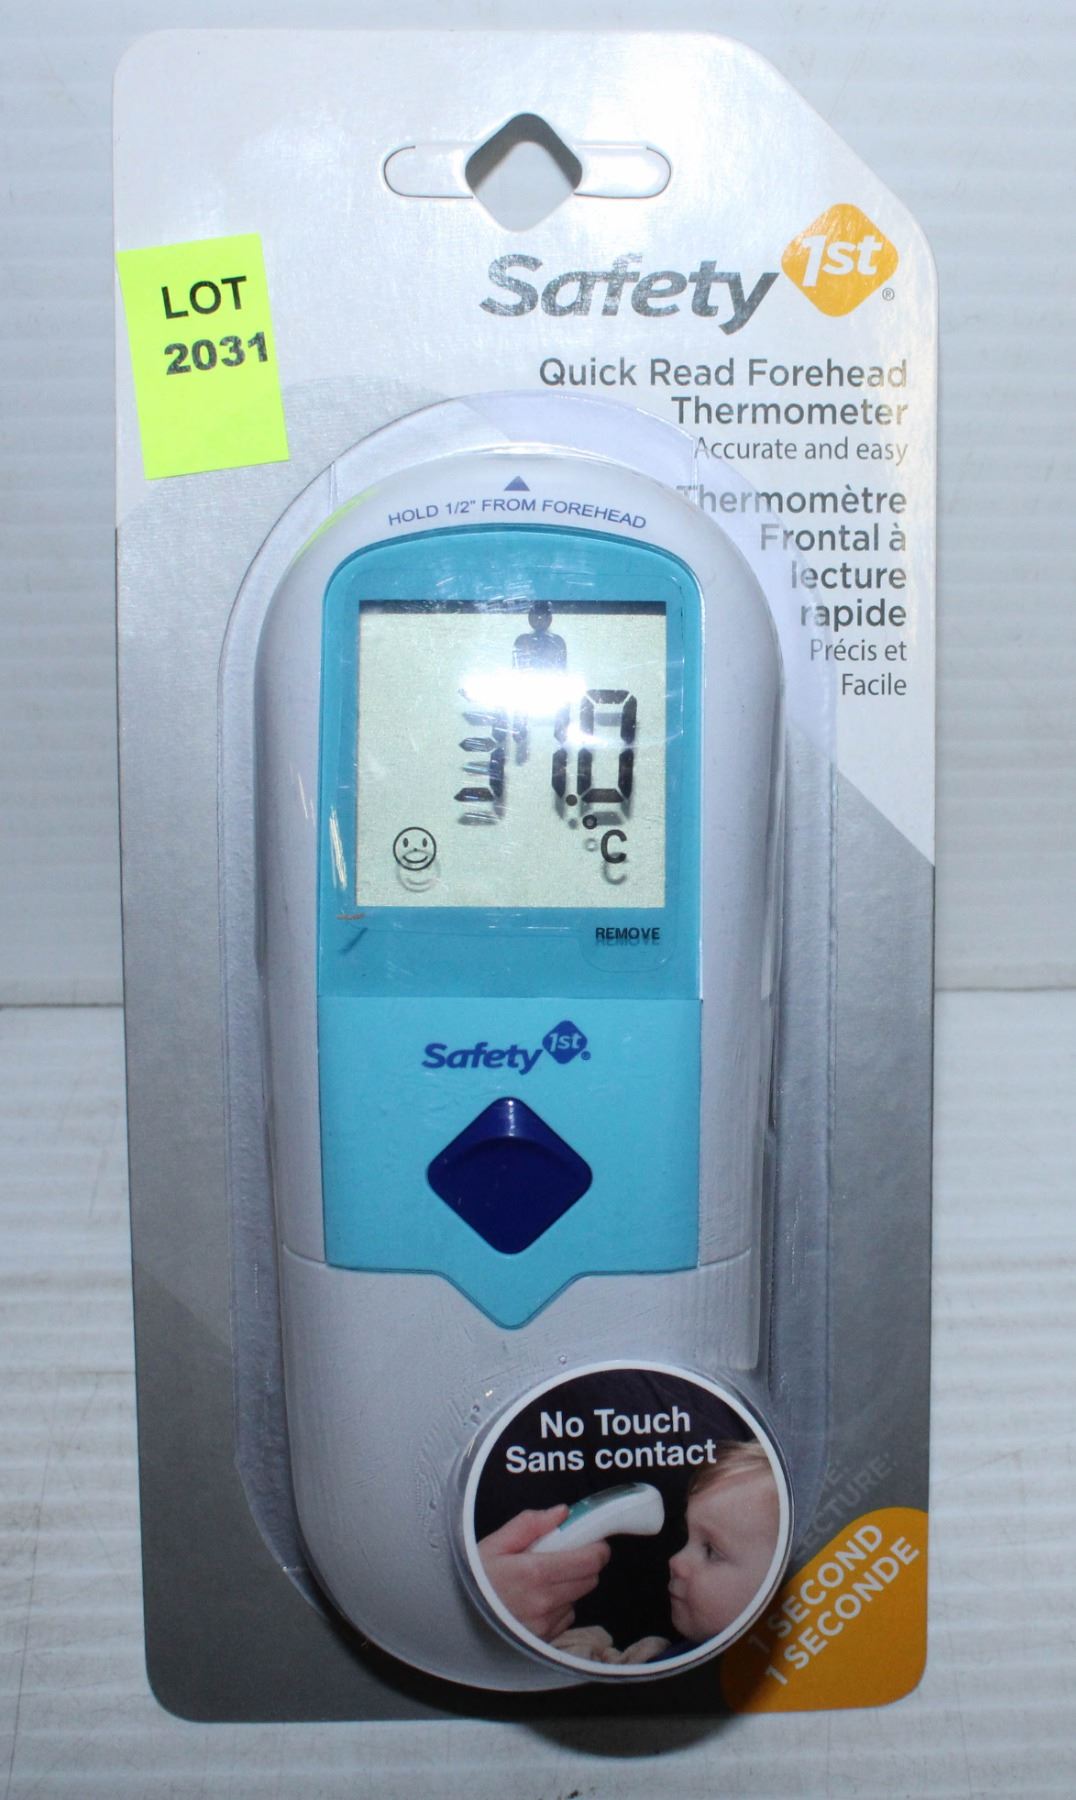 LOT
2031
Safety 1st®
Quick Read Forehead
Thermometer
Accurate and easy
Thermomètre
Frontal à
lecture
rapide
Précis et
Facile
HOLD 1/2" FROM FOREHEAD
°C
REMOVE
Safety 1st®
No Touch
Sans contact
LECTURE:
1 SECOND
1 SECONDE